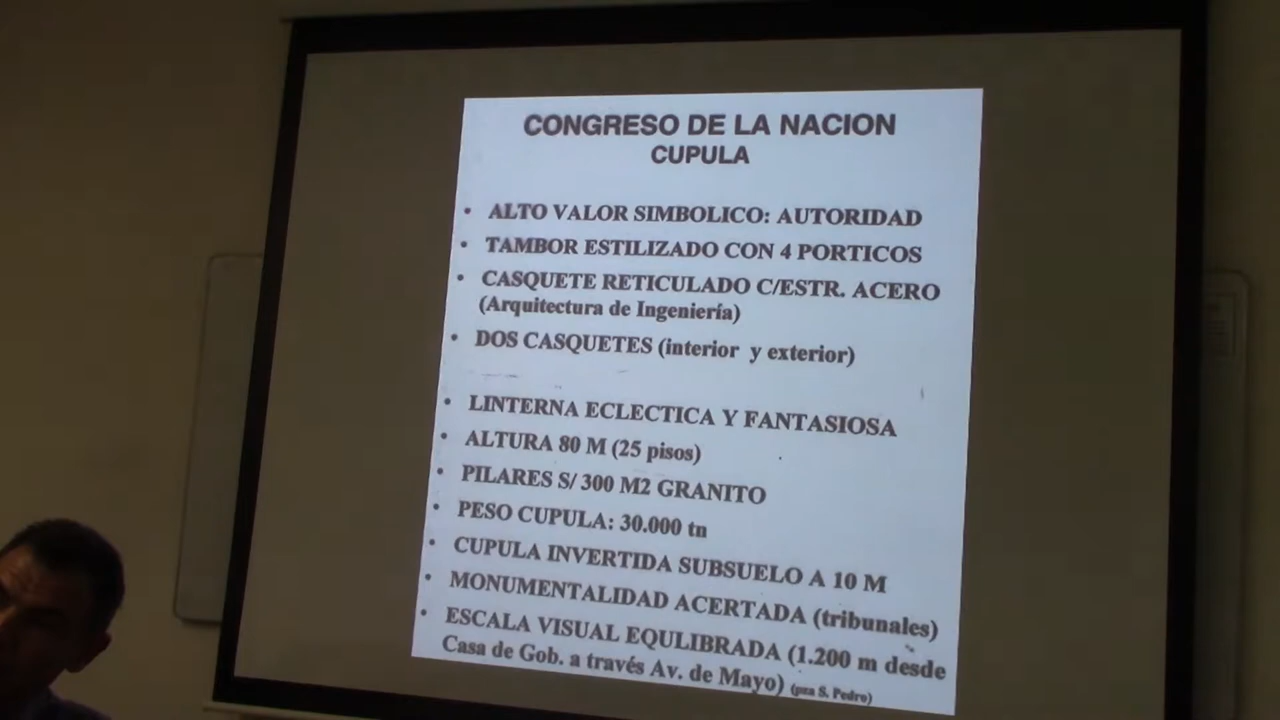 CONGRESO DE LA NACION
CUPULA
• ALTO VALOR SIMBOLICO: AUTORIDAD
• TAMBOR ESTILIZADO CON 4 PORTICOS
• CASQUETE RETICULADO C/ESTR. ACERO
(Arquitectura de Ingeniería)
• DOS CASQUETES (interior y exterior)
• LINTERNA ECLECTICA Y FANTASIOSA
• ALTURA 80 M (25 pisos)
• PILARES S/ 300 M2 GRANITO
• PESO CUPULA: 30.000 tn
• CUPULA INVERTIDA SUBSUELO A 10 M
• MONUMENTALIDAD ACERTADA (tribunales)
• ESCALA VISUAL EQULIBRADA (1.200 m desde
Casa de Gob. a través Av. de Mayo) (pza S. Pedro)